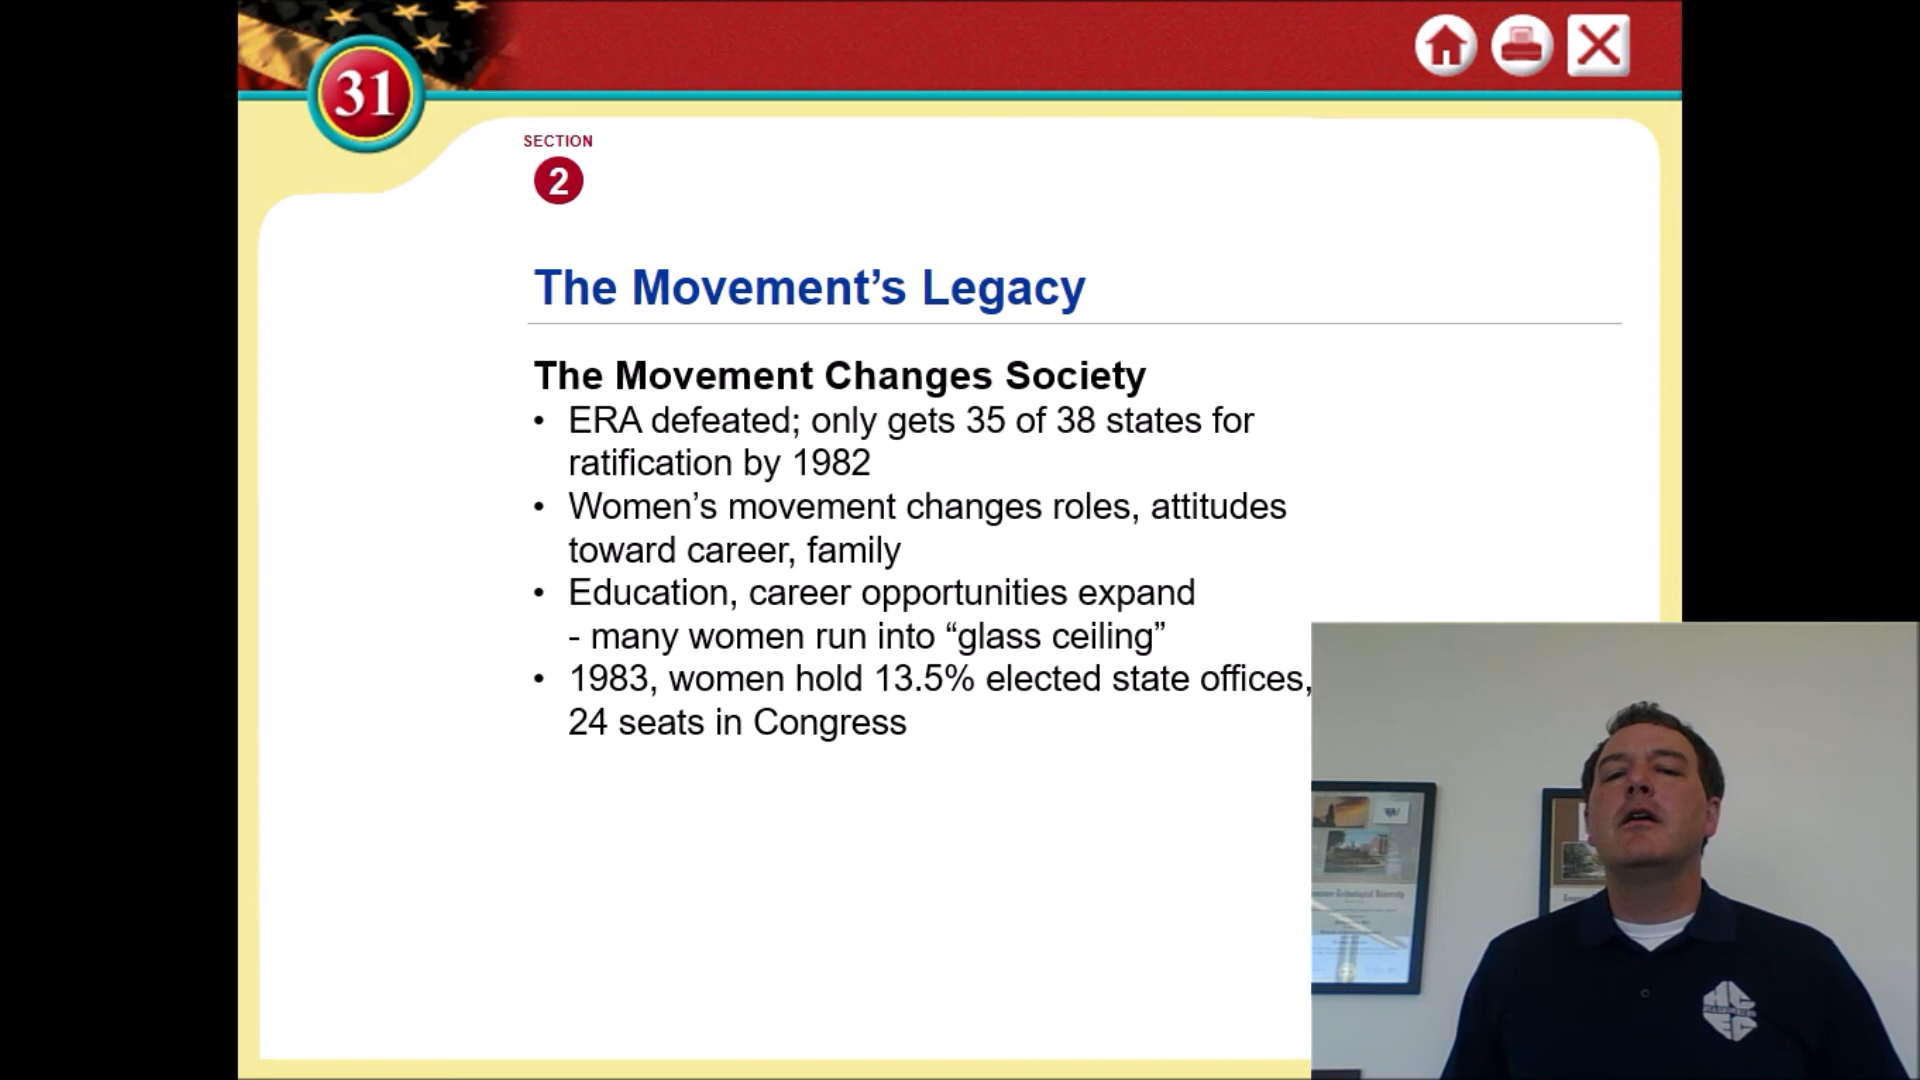 31
SECTION
2
The Movement’s Legacy
The Movement Changes Society
• ERA defeated; only gets 35 of 38 states for
ratification by 1982
• Women’s movement changes roles, attitudes
toward career, family
• Education, career opportunities expand
- many women run into “glass ceiling”
• 1983, women hold 13.5% elected state offices,
24 seats in Congress